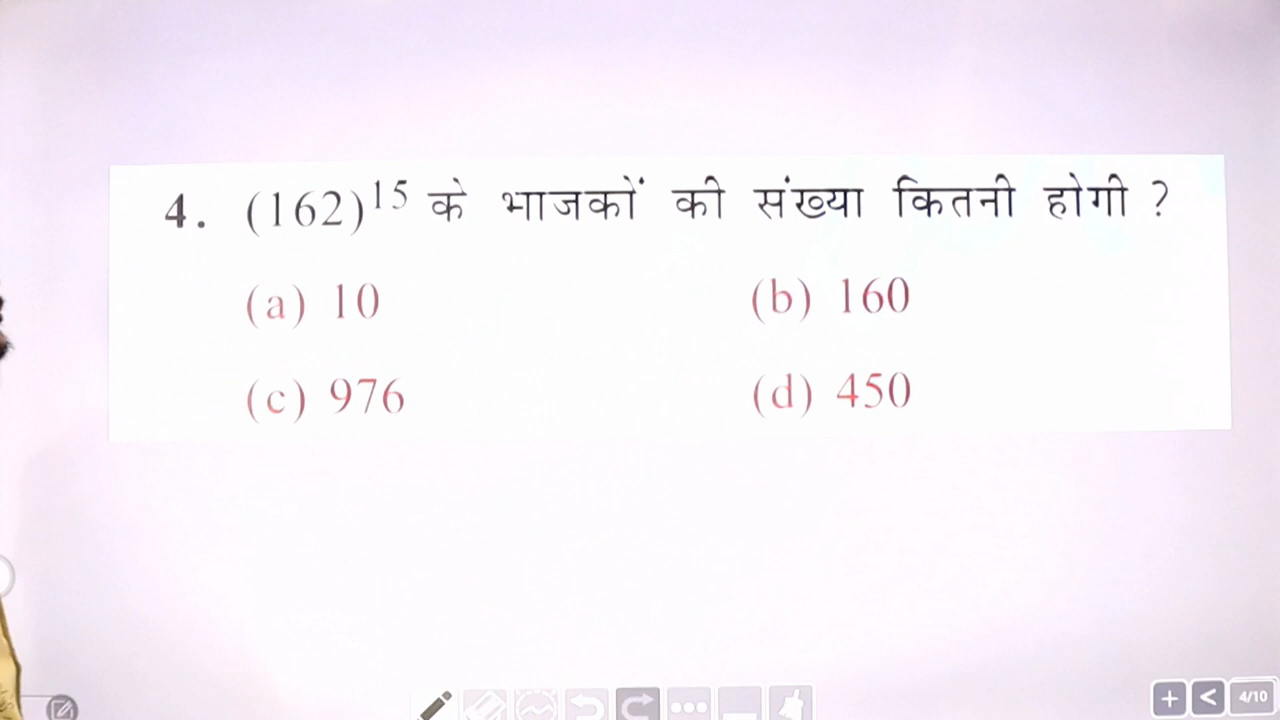 4. (162)¹⁵ के भाजकों की संख्या कितनी होगी ?
(a) 10 (b) 160
(c) 976 (d) 450
4/10